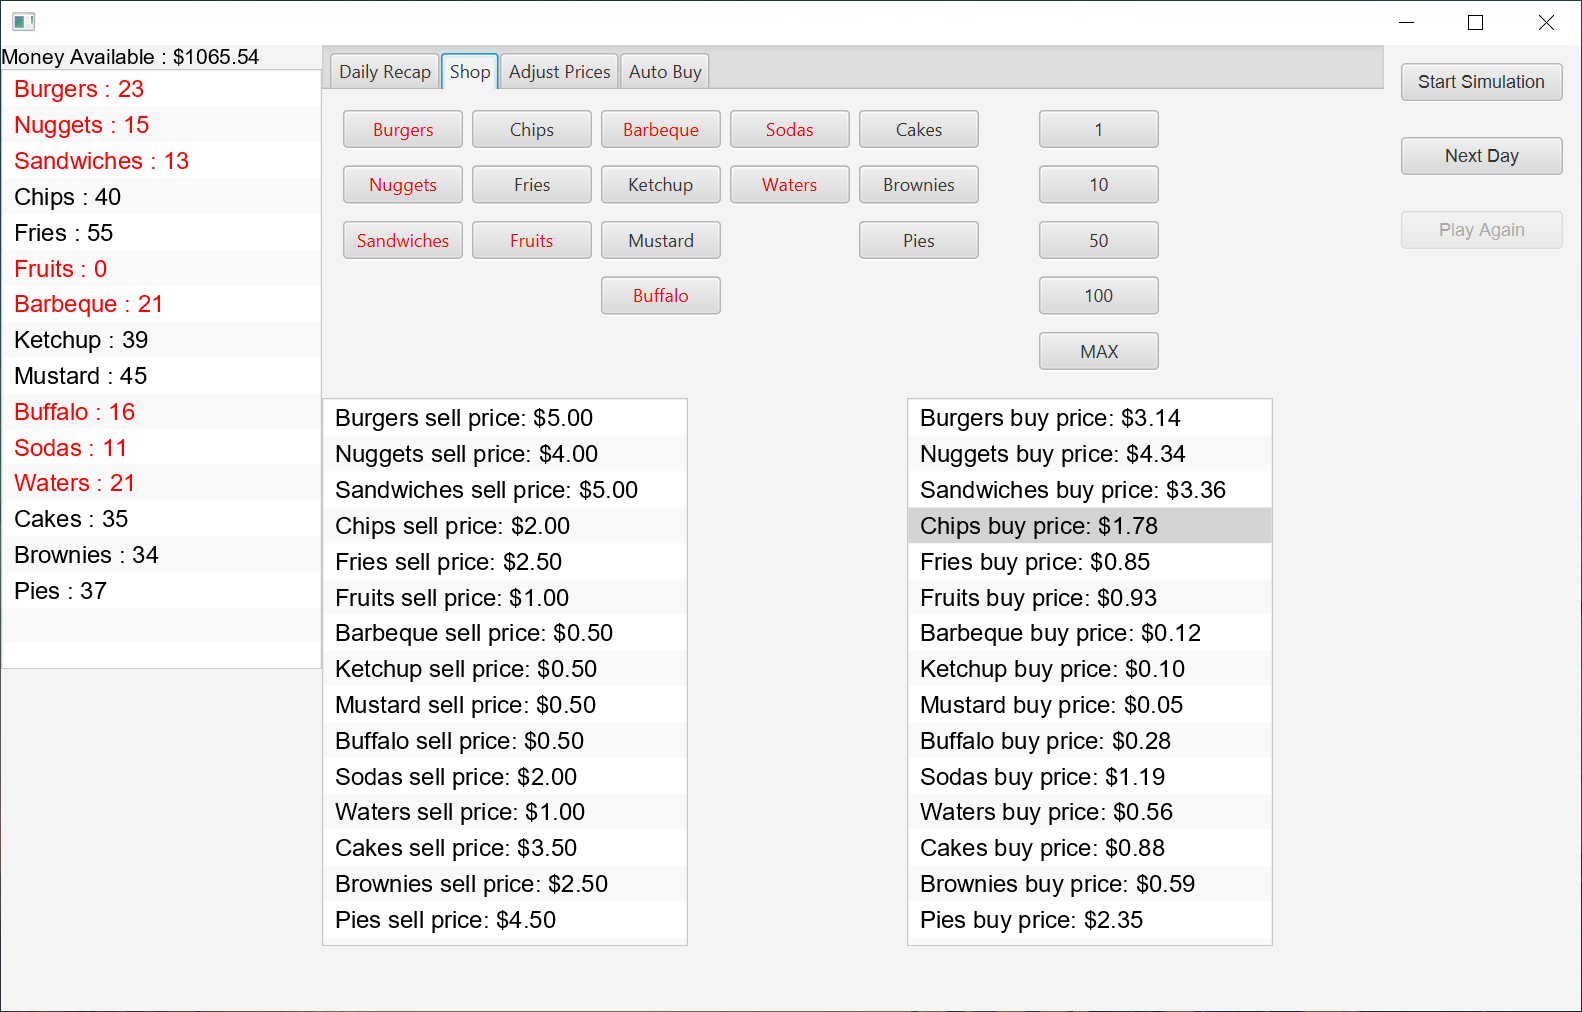 Money Available : $1065.54
Burgers : 23
Nuggets : 15
Sandwiches : 13
Chips : 40
Fries : 55
Fruits : 0
Barbeque : 21
Ketchup : 39
Mustard : 45
Buffalo : 16
Sodas : 11
Waters : 21
Cakes : 35
Brownies : 34
Pies : 37
Daily Recap Shop Adjust Prices Auto Buy
Burgers Chips Barbeque Sodas Cakes 1
Nuggets Fries Ketchup Waters Brownies 10
Sandwiches Fruits Mustard Pies 50
Buffalo 100
MAX
Burgers sell price: $5.00
Nuggets sell price: $4.00
Sandwiches sell price: $5.00
Chips sell price: $2.00
Fries sell price: $2.50
Fruits sell price: $1.00
Barbeque sell price: $0.50
Ketchup sell price: $0.50
Mustard sell price: $0.50
Buffalo sell price: $0.50
Sodas sell price: $2.00
Waters sell price: $1.00
Cakes sell price: $3.50
Brownies sell price: $2.50
Pies sell price: $4.50
Burgers buy price: $3.14
Nuggets buy price: $4.34
Sandwiches buy price: $3.36
Chips buy price: $1.78
Fries buy price: $0.85
Fruits buy price: $0.93
Barbeque buy price: $0.12
Ketchup buy price: $0.10
Mustard buy price: $0.05
Buffalo buy price: $0.28
Sodas buy price: $1.19
Waters buy price: $0.56
Cakes buy price: $0.88
Brownies buy price: $0.59
Pies buy price: $2.35
Start Simulation
Next Day
Play Again